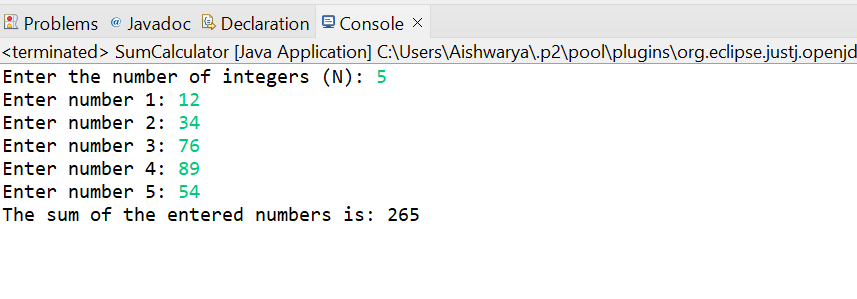 Problems @ Javadoc Declaration Console ×
<terminated> SumCalculator [Java Application] C:\Users\Aishwarya\.p2\pool\plugins\org.eclipse.justj.openjd
Enter the number of integers (N): 5
Enter number 1: 12
Enter number 2: 34
Enter number 3: 76
Enter number 4: 89
Enter number 5: 54
The sum of the entered numbers is: 265